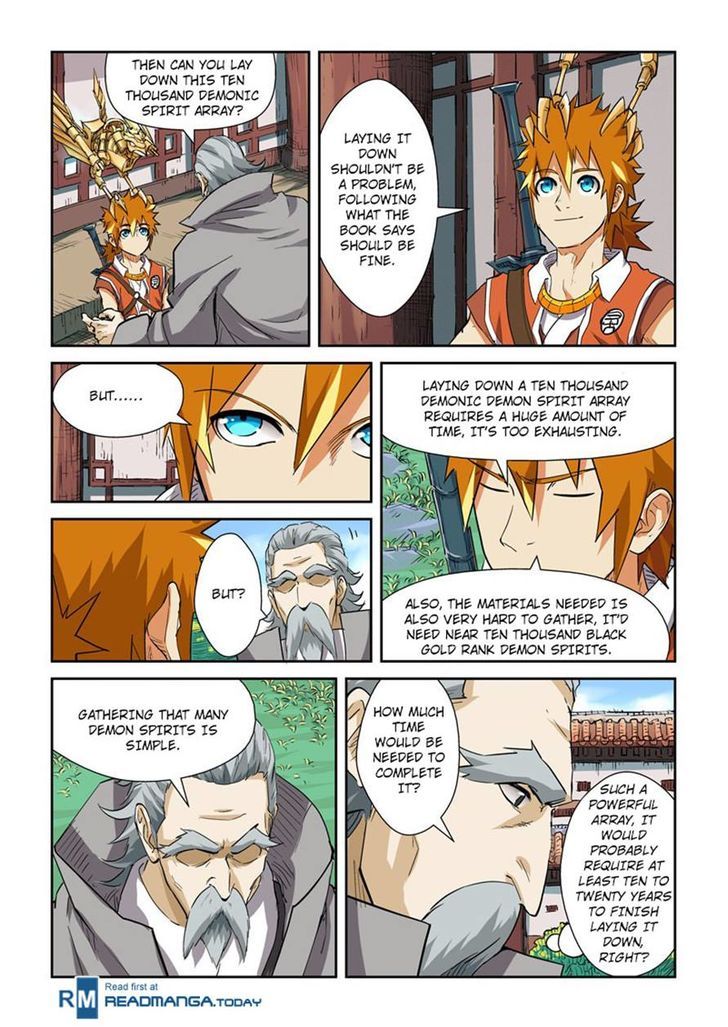 THEN CAN YOU LAY
DOWN THIS TEN
THOUSAND DEMONIC
SPIRIT ARRAY?
LAYING IT
DOWN
SHOULDN'T BE
A PROBLEM,
FOLLOWING
WHAT THE
BOOK SAYS
SHOULD BE
FINE.
BUT......
LAYING DOWN A TEN THOUSAND
DEMONIC DEMON SPIRIT ARRAY
REQUIRES A HUGE AMOUNT OF
TIME, IT'S TOO EXHAUSTING.
BUT?
ALSO, THE MATERIALS NEEDED IS
ALSO VERY HARD TO GATHER, IT'D
NEED NEAR TEN THOUSAND BLACK
GOLD RANK DEMON SPIRITS.
GATHERING THAT MANY
DEMON SPIRITS IS
SIMPLE.
HOW MUCH
TIME
WOULD BE
NEEDED TO
COMPLETE
IT?
SUCH A
POWERFUL
ARRAY, IT
WOULD
PROBABLY
REQUIRE AT
LEAST TEN TO
TWENTY YEARS
TO FINISH
LAYING IT
DOWN,
RIGHT?
RM
Read first at
READMANGA.TODAY